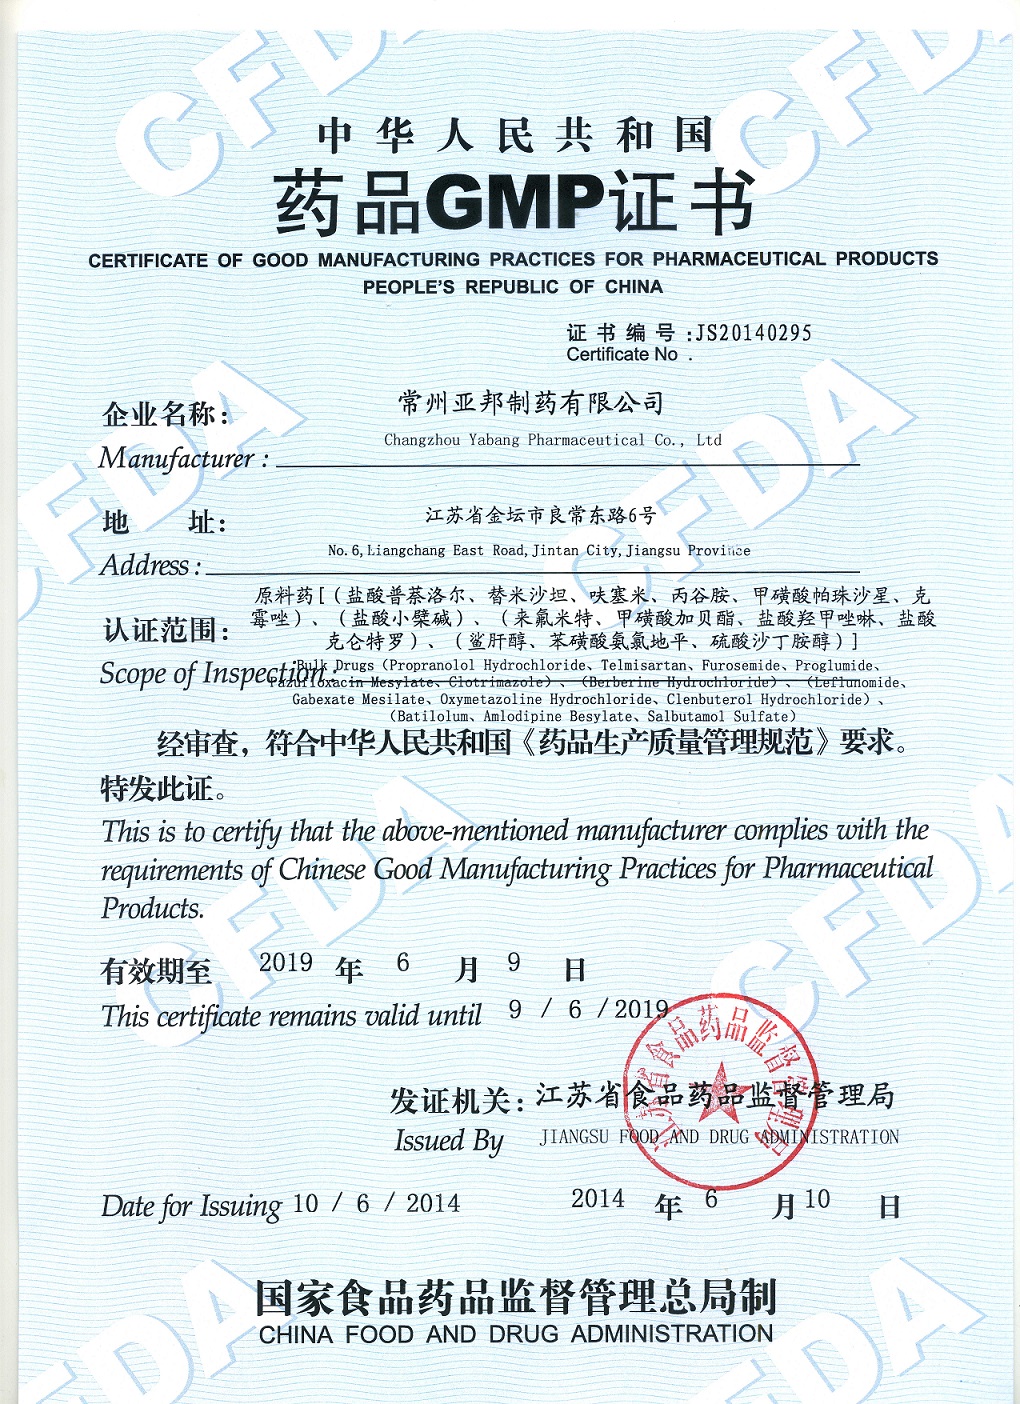 中华人民共和国
药品GMP证书
CERTIFICATE OF GOOD MANUFACTURING PRACTICES FOR PHARMACEUTICAL PRODUCTS
PEOPLE'S REPUBLIC OF CHINA
证书编号:JS20140295
Certificate No .
企业名称: 常州亚邦制药有限公司
Changzhou Yabang Pharmaceutical Co., Ltd
Manufacturer :
地 址: 江苏省金坛市良常东路6号
No.6,Liangchang East Road,Jintan City,Jiangsu Province
Address :
原料药[（盐酸普萘洛尔、替米沙坦、呋塞米、丙谷胺、甲磺酸帕珠沙星、克
霉唑）、（盐酸小檗碱）、（来氟米特、甲磺酸加贝酯、盐酸羟甲唑啉、盐酸
认证范围:
克仑特罗）、（鲨肝醇、苯磺酸氨氯地平、硫酸沙丁胺醇）]
Scope of Inspection:
Bulk Drugs（Propranolol Hydrochloride、Telmisartan、Furosemide、Proglumide、
Pazufloxacin Mesylate、Clotrimazole）、（Berberine Hydrochloride）、（Leflunomide、
Gabexate Mesilate、Oxymetazoline Hydrochloride、Clenbuterol Hydrochloride）、
（Batilolum、Amlodipine Besylate、Salbutamol Sulfate）
经审查，符合中华人民共和国《药品生产质量管理规范》要求。
特发此证。
This is to certify that the above-mentioned manufacturer complies with the
requirements of Chinese Good Manufacturing Practices for Pharmaceutical
Products.
有效期至 2019 年 6 月 9 日
This certificate remains valid until 9 / 6 / 2019
江苏省食品药品监督管理局
发证机关: 江苏省食品药品监督管理局
Issued By JIANGSU FOOD AND DRUG ADMINISTRATION
Date for Issuing 10 / 6 / 2014 2014 年 6 月 10 日
国家食品药品监督管理总局制
CHINA FOOD AND DRUG ADMINISTRATION
CFDA
CFDA
CFDA
CFDA
CFDA
CFDA
CFDA
CFDA